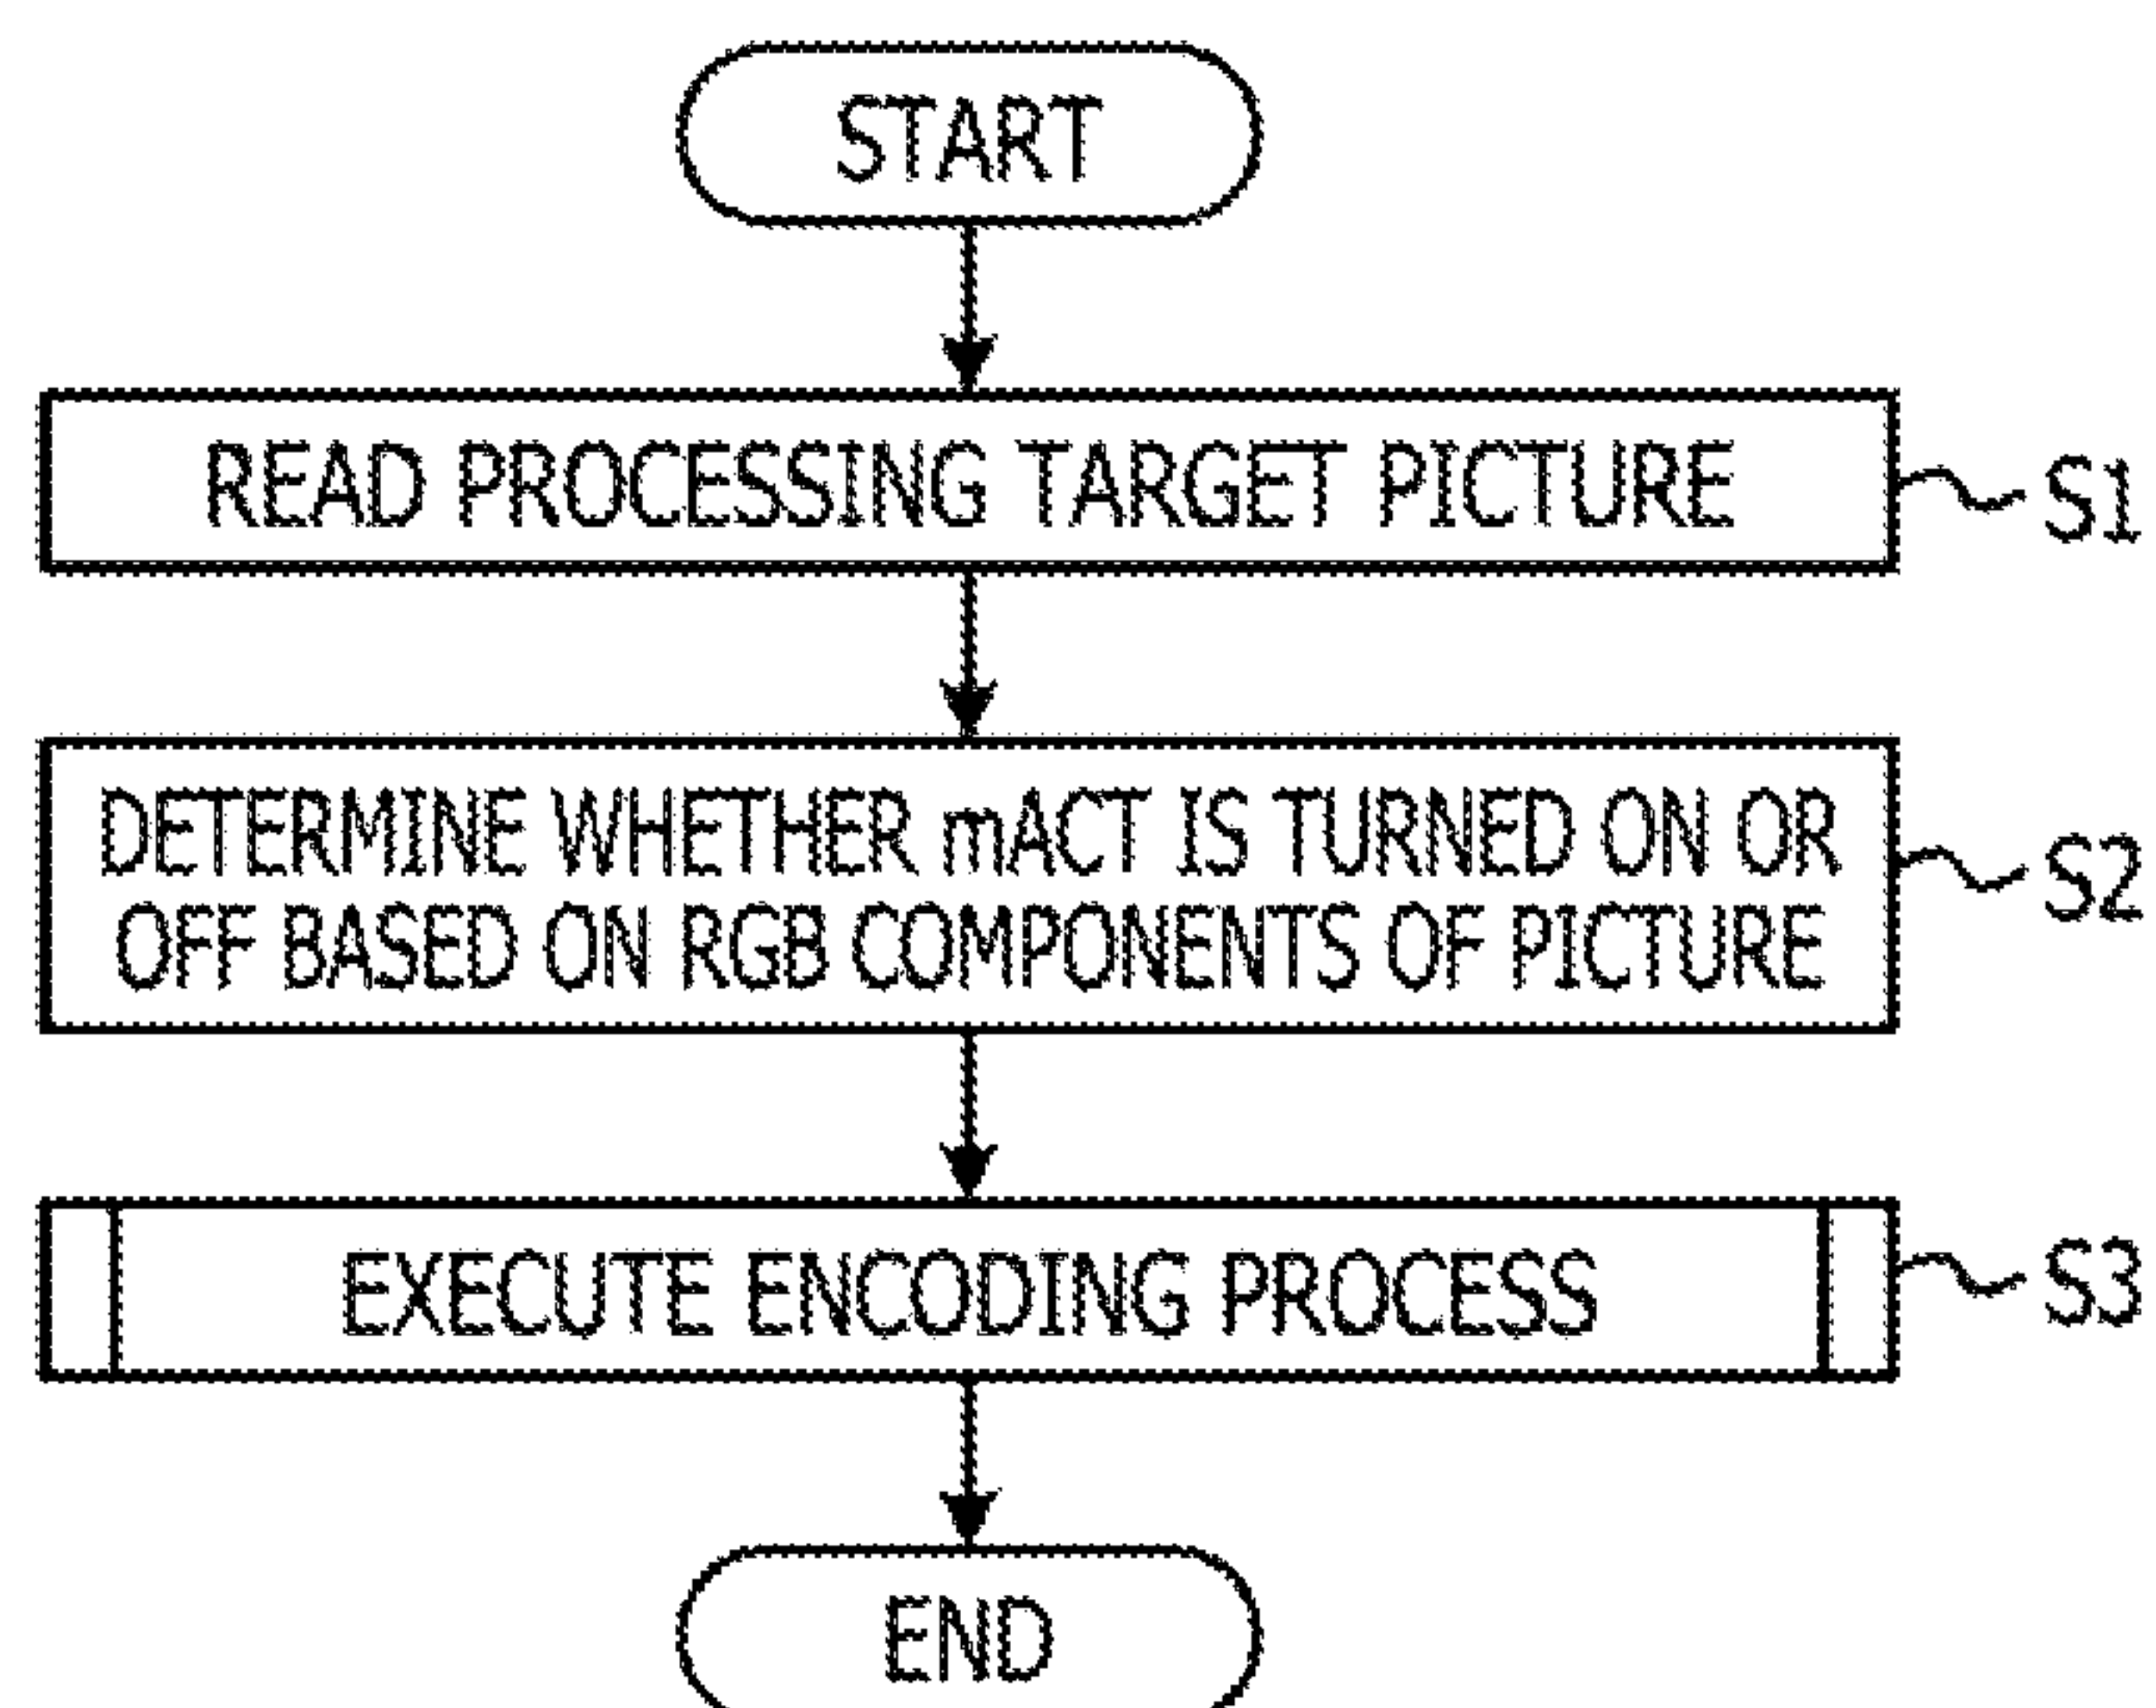 START
READ PROCESSING TARGET PICTURE
S1
DETERMINE WHETHER mACT IS TURNED ON OR
OFF BASED ON RGB COMPONENTS OF PICTURE
S2
EXECUTE ENCODING PROCESS
S3
END